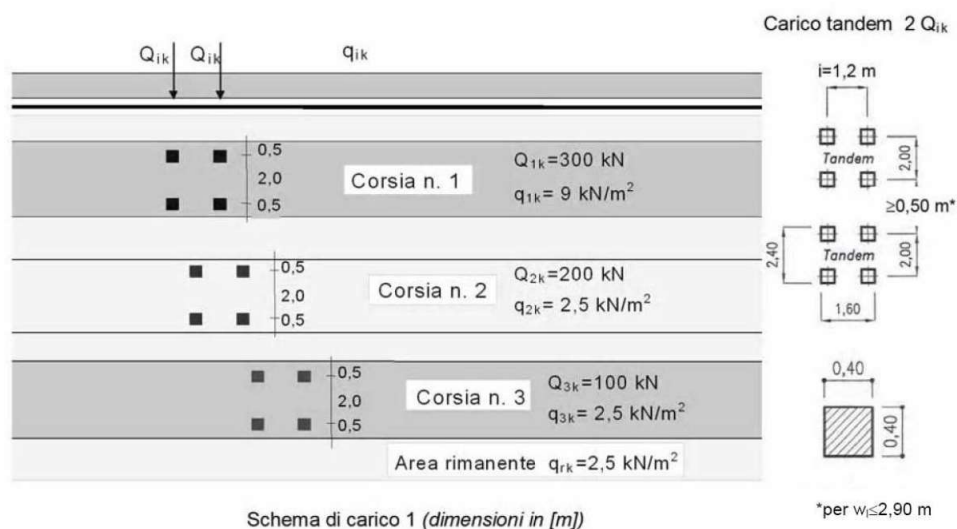 Carico tandem 2 Qik
Qik Qik qik
i=1,2 m
0,5
2,0
0,5
Corsia n. 1
Q1k=300 kN
q1k= 9 kN/m²
Tandem
2,00
≥0,50 m*
Tandem
2,00
2,40
1,60
0,5
2,0
0,5
Corsia n. 2
Q2k=200 kN
q2k= 2,5 kN/m²
0,5
2,0
0,5
Corsia n. 3
Q3k=100 kN
q3k= 2,5 kN/m²
0,40
0,40
Area rimanente qrk=2,5 kN/m²
Schema di carico 1 (dimensioni in [m])
*per wl≤2,90 m